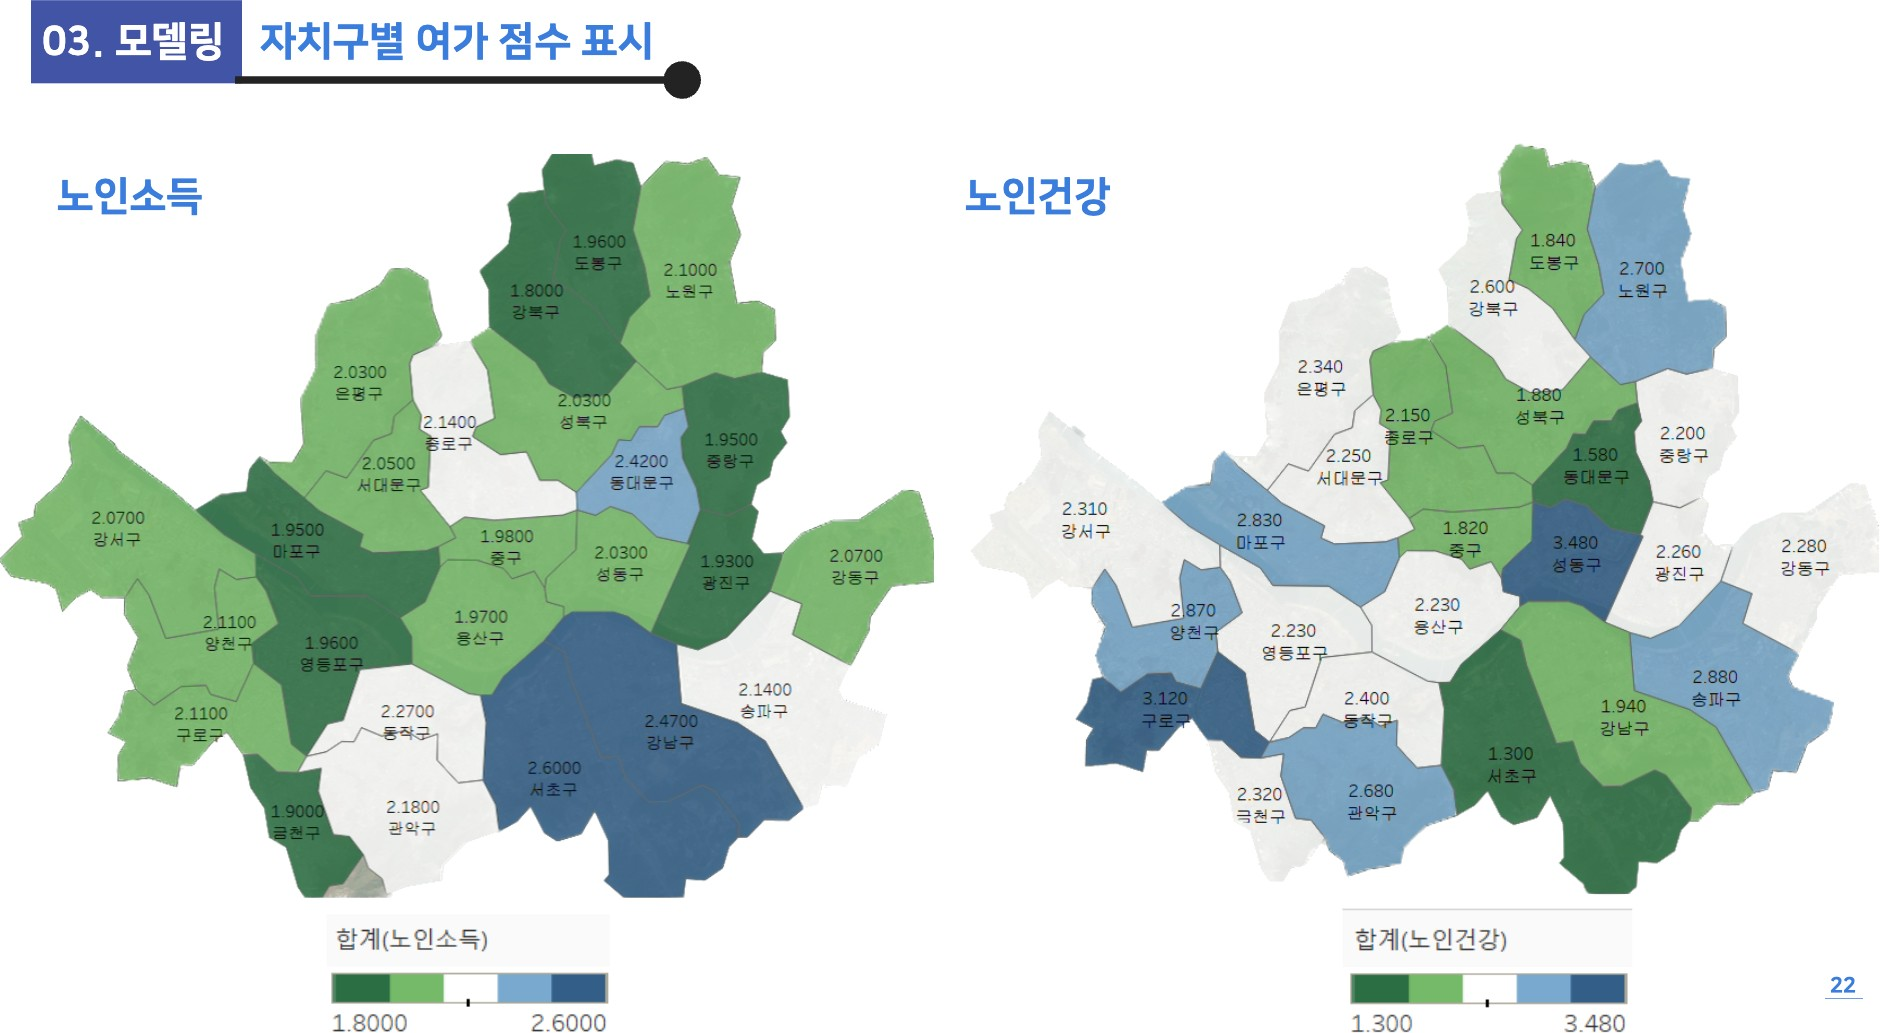 03. 모델링
자치구별 여가 점수 표시
노인소득
1.9600
도봉구
2.1000
노원구
1.8000
강북구
2.0300
은평구
2.0300
성북구
2.1400
종로구
1.9500
중랑구
2.0500
서대문구
2.4200
동대문구
2.0700
강서구
1.9500
마포구
1.9800
중구
2.0300
성동구
1.9300
광진구
2.0700
강동구
2.1100
양천구
1.9600
영등포구
1.9700
용산구
2.1400
송파구
2.1100
구로구
2.2700
동작구
2.4700
강남구
2.6000
서초구
1.9000
금천구
2.1800
관악구
합계(노인소득)
1.8000 2.6000
노인건강
1.840
도봉구
2.700
노원구
2.600
강북구
2.340
은평구
1.880
성북구
2.150
종로구
2.200
중랑구
2.250
서대문구
1.580
동대문구
2.310
강서구
2.830
마포구
1.820
중구
3.480
성동구
2.260
광진구
2.280
강동구
2.870
양천구
2.230
영등포구
2.230
용산구
2.880
송파구
3.120
구로구
2.400
동작구
1.940
강남구
1.300
서초구
2.320
금천구
2.680
관악구
합계(노인건강)
1.300 3.480
22